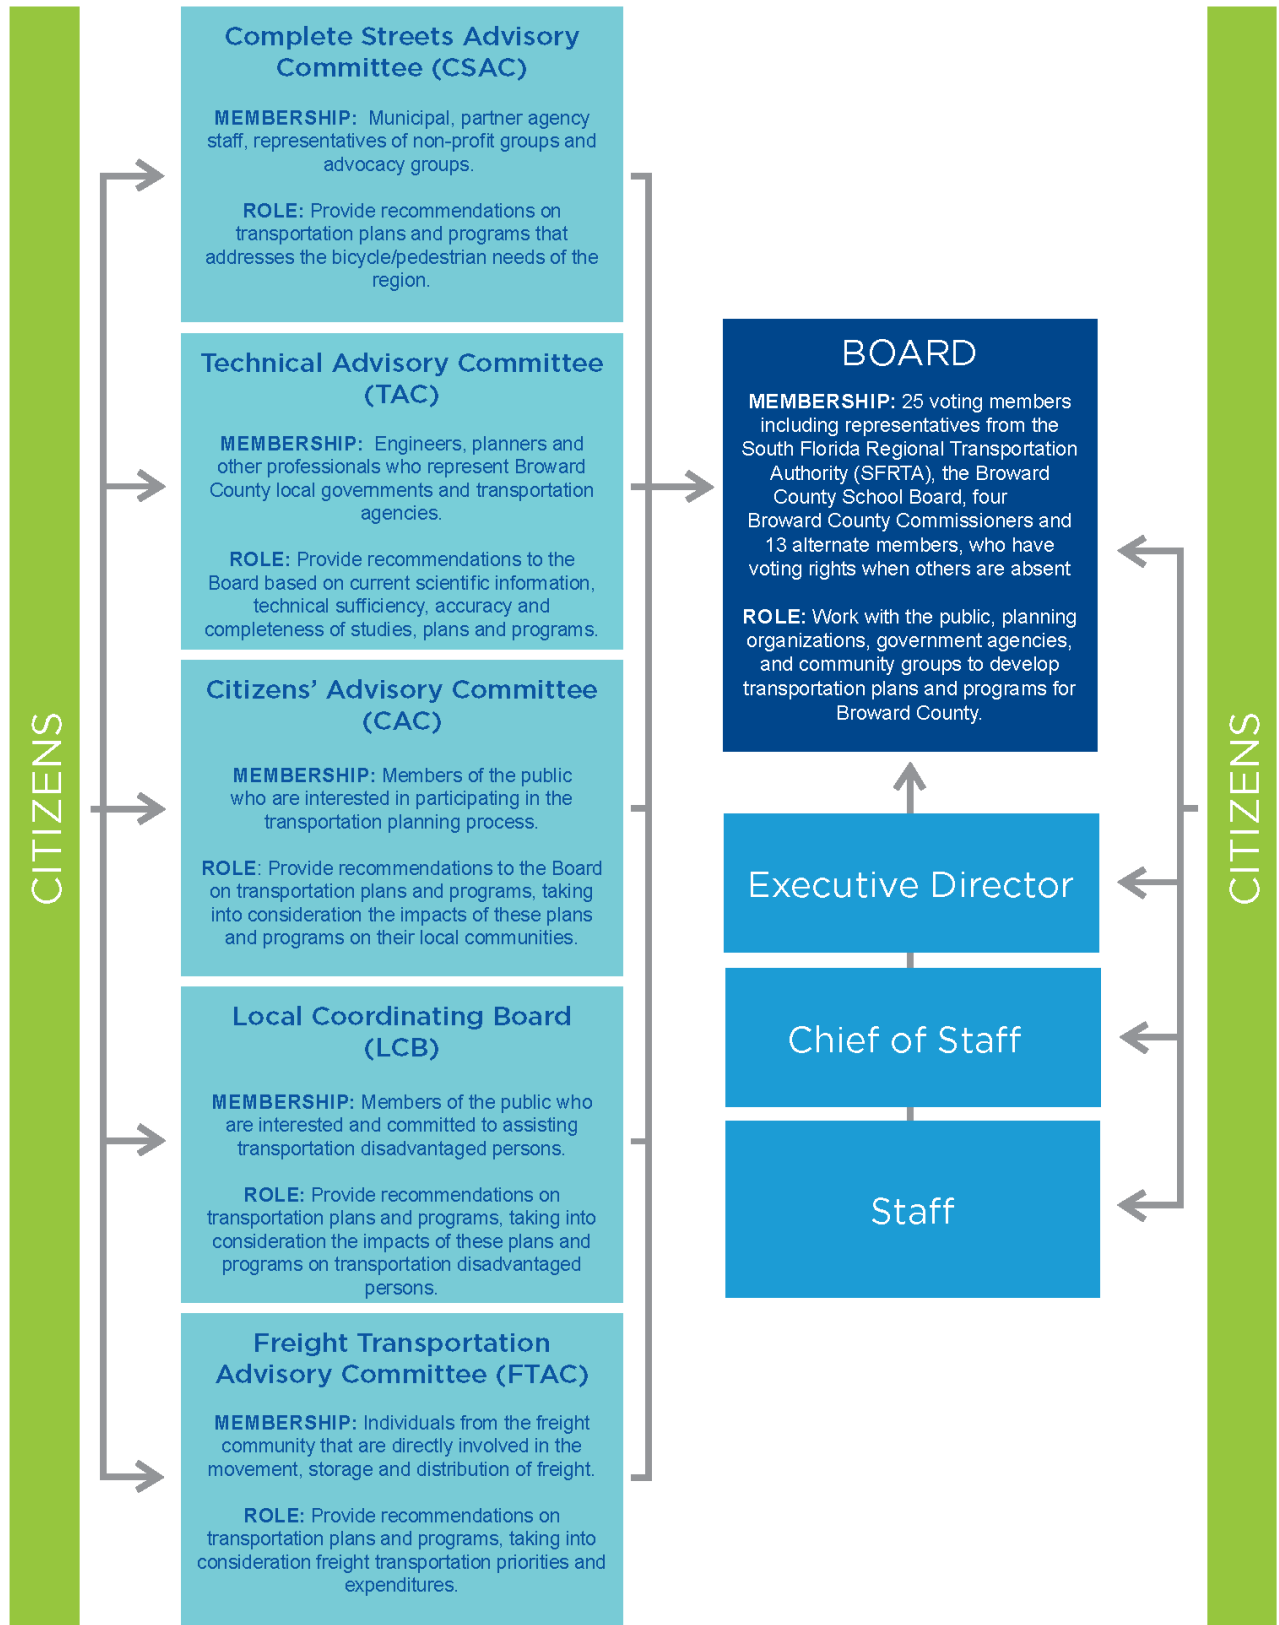 CITIZENS
Complete Streets Advisory
Committee (CSAC)
MEMBERSHIP: Municipal, partner agency
staff, representatives of non-profit groups and
advocacy groups.
ROLE: Provide recommendations on
transportation plans and programs that
addresses the bicycle/pedestrian needs of the
region.
Technical Advisory Committee
(TAC)
MEMBERSHIP: Engineers, planners and
other professionals who represent Broward
County local governments and transportation
agencies.
ROLE: Provide recommendations to the
Board based on current scientific information,
technical sufficiency, accuracy and
completeness of studies, plans and programs.
Citizens’ Advisory Committee
(CAC)
MEMBERSHIP: Members of the public
who are interested in participating in the
transportation planning process.
ROLE: Provide recommendations to the Board
on transportation plans and programs, taking
into consideration the impacts of these plans
and programs on their local communities.
Local Coordinating Board
(LCB)
MEMBERSHIP: Members of the public who
are interested and committed to assisting
transportation disadvantaged persons.
ROLE: Provide recommendations on
transportation plans and programs, taking into
consideration the impacts of these plans and
programs on transportation disadvantaged
persons.
Freight Transportation
Advisory Committee (FTAC)
MEMBERSHIP: Individuals from the freight
community that are directly involved in the
movement, storage and distribution of freight.
ROLE: Provide recommendations on
transportation plans and programs, taking into
consideration freight transportation priorities and
expenditures.
BOARD
MEMBERSHIP: 25 voting members
including representatives from the
South Florida Regional Transportation
Authority (SFRTA), the Broward
County School Board, four
Broward County Commissioners and
13 alternate members, who have
voting rights when others are absent
ROLE: Work with the public, planning
organizations, government agencies,
and community groups to develop
transportation plans and programs for
Broward County.
Executive Director
Chief of Staff
Staff
CITIZENS